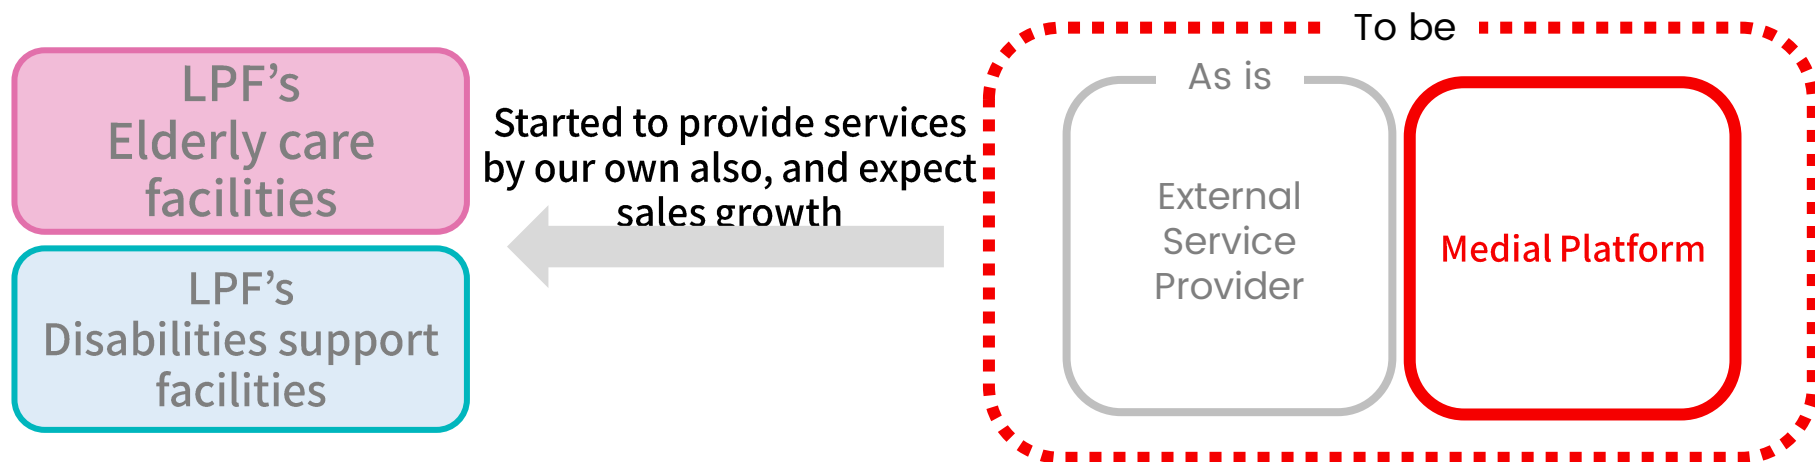 LPF’s
Elderly care
facilities
LPF’s
Disabilities support
facilities
Started to provide services
by our own also, and expect
sales growth
To be
As is
External
Service
Provider
Medial Platform